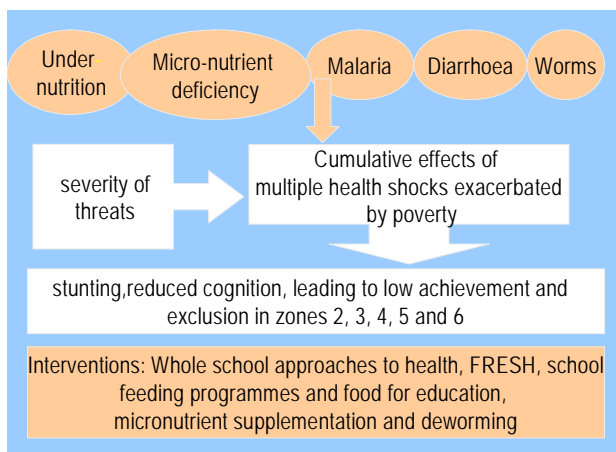 Under
nutrition
Micro-nutrient
deficiency
Malaria
Diarrhoea
Worms
severity of
threats
Cumulative effects of
multiple health shocks exacerbated
by poverty
stunting,reduced cognition, leading to low achievement and
exclusion in zones 2, 3, 4, 5 and 6
Interventions: Whole school approaches to health, FRESH, school
feeding programmes and food for education,
micronutrient supplementation and deworming